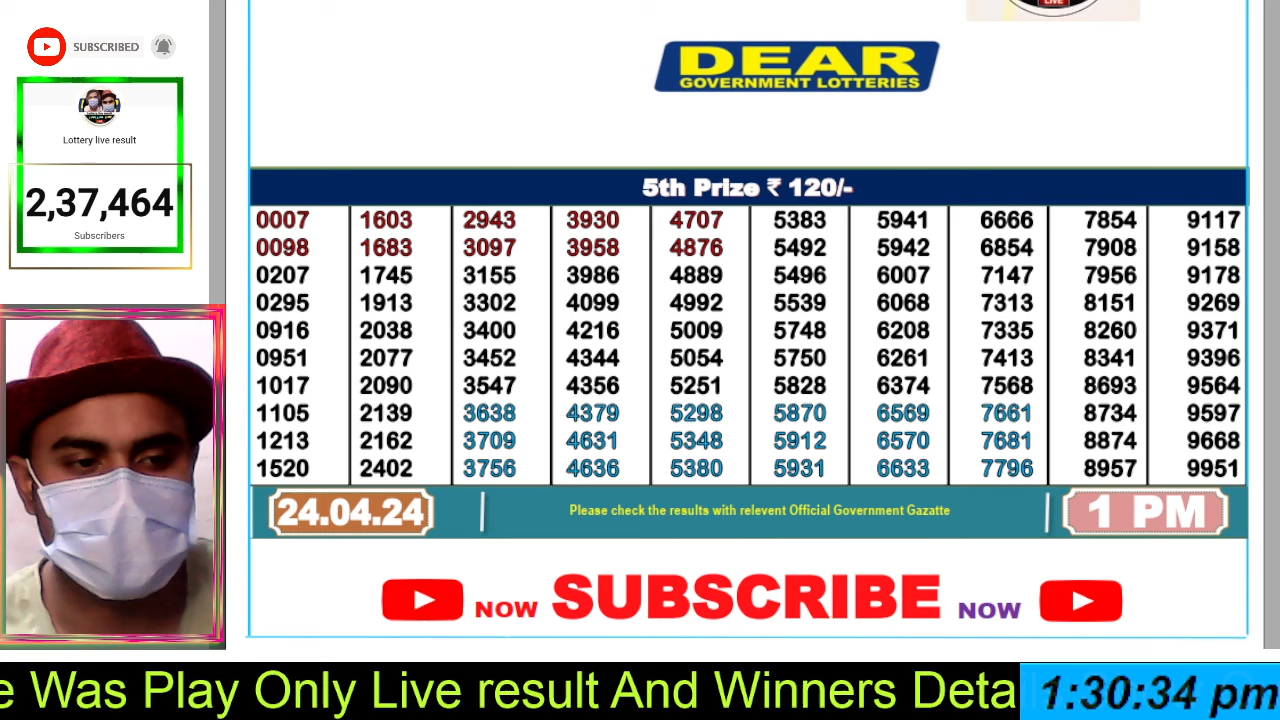 SUBSCRIBED
Lottery live result
2,37,464
Subscribers
LIVE
DEAR
GOVERNMENT LOTTERIES
5th Prize ₹ 120/-
0007 1603 2943 3930 4707 5383 5941 6666 7854 9117
0098 1683 3097 3958 4876 5492 5942 6854 7908 9158
0207 1745 3155 3986 4889 5496 6007 7147 7956 9178
0295 1913 3302 4099 4992 5539 6068 7313 8151 9269
0916 2038 3400 4216 5009 5748 6208 7335 8260 9371
0951 2077 3452 4344 5054 5750 6261 7413 8341 9396
1017 2090 3547 4356 5251 5828 6374 7568 8693 9564
1105 2139 3638 4379 5298 5870 6569 7661 8734 9597
1213 2162 3709 4631 5348 5912 6570 7681 8874 9668
1520 2402 3756 4636 5380 5931 6633 7796 8957 9951
24.04.24 Please check the results with relevent Official Government Gazatte 1 PM
NOW SUBSCRIBE NOW
e Was Play Only Live result And Winners Deta 1:30:34 pm